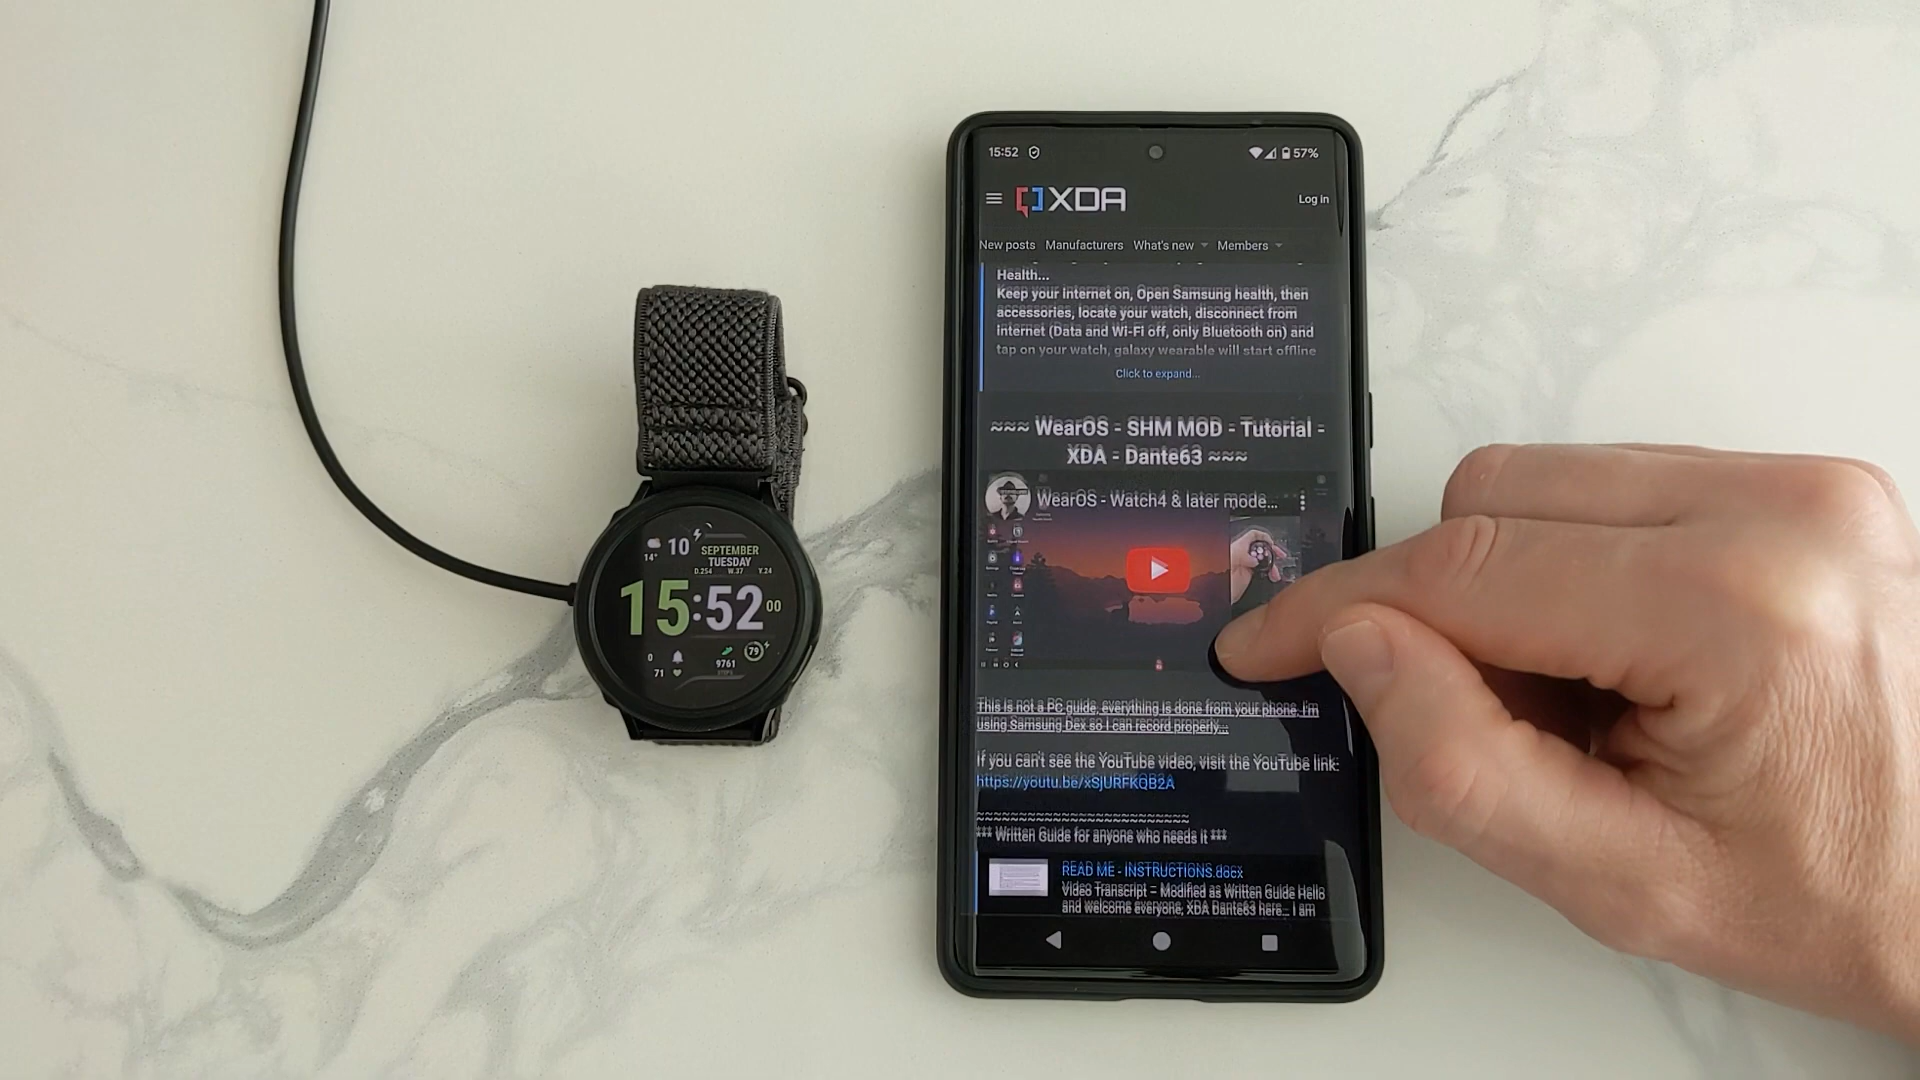 10
14°
SEPTEMBER
TUESDAY
D.254 W.37 Y.24
15:52 00
0
71
9761
STEPS
79
15:52
57%
XDA
Log in
New posts Manufacturers What's new Members
Health...
Keep your internet on, Open Samsung health, then
accessories, locate your watch, disconnect from
internet (Data and Wi-Fi off, only Bluetooth on) and
tap on your watch, galaxy wearable will start offline
Click to expand...
~~~ WearOS - SHM MOD - Tutorial -
XDA - Dante63 ~~~
WearOS - Watch4 & later mode...
This is not a PC guide, everything is done from your phone, I'm
using Samsung Dex so I can record properly...
If you can't see the YouTube video, visit the YouTube link:
https://youtu.be/xSjURFKQB2A
~~~~~~~~~~~~~~~~~~~~~~~~
*** Written Guide for anyone who needs it ***
READ ME - INSTRUCTIONS.docx
Video Transcript – Modified as Written Guide Hello
and welcome everyone, XDA Dante63 here... I am